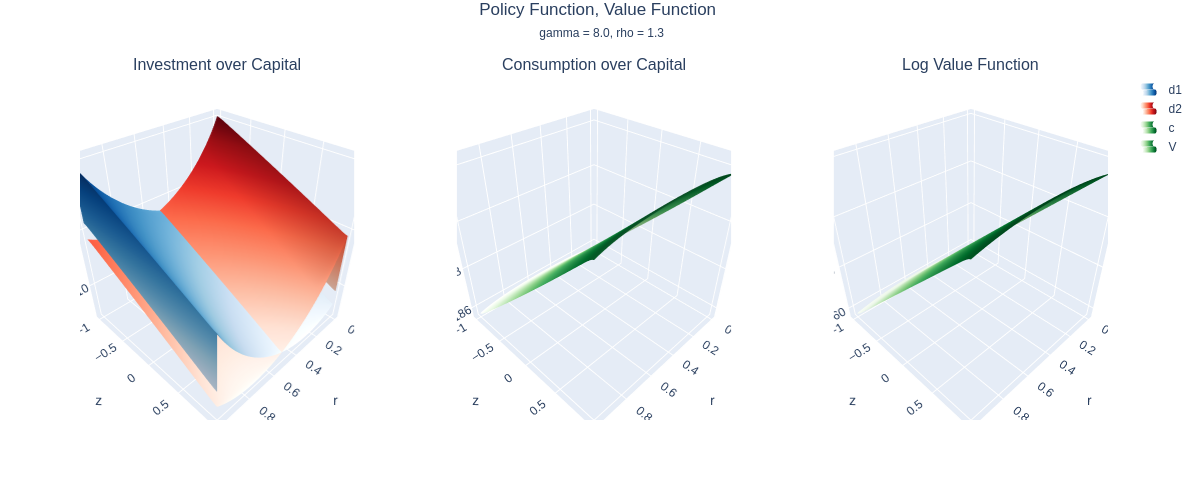 Policy Function, Value Function
gamma = 8.0, rho = 1.3
Investment over Capital
Consumption over Capital
Log Value Function
d1
d2
c
V
−1
−0.5
0
0.5
z
0
0.2
0.4
0.6
0.8
r
−1
−0.5
0
0.5
z
0
0.2
0.4
0.6
0.8
r
−1
−0.5
0
0.5
z
0
0.2
0.4
0.6
0.8
r